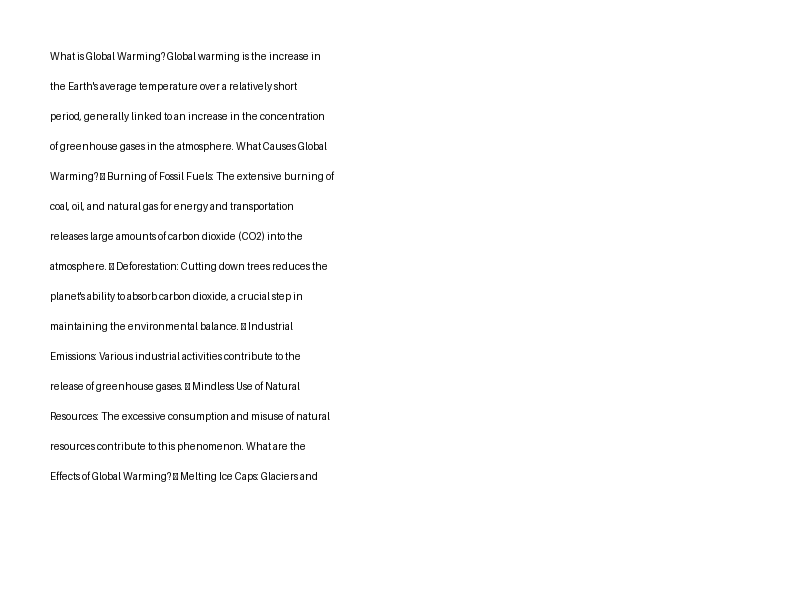 What is Global Warming? Global warming is the increase in
the Earth's average temperature over a relatively short
period, generally linked to an increase in the concentration
of greenhouse gases in the atmosphere. What Causes Global
Warming? Burning of Fossil Fuels: The extensive burning of
coal, oil, and natural gas for energy and transportation
releases large amounts of carbon dioxide (CO2) into the
atmosphere. Deforestation: Cutting down trees reduces the
planet's ability to absorb carbon dioxide, a crucial step in
maintaining the environmental balance. Industrial
Emissions: Various industrial activities contribute to the
release of greenhouse gases. Mindless Use of Natural
Resources: The excessive consumption and misuse of natural
resources contribute to this phenomenon. What are the
Effects of Global Warming? Melting Ice Caps: Glaciers and